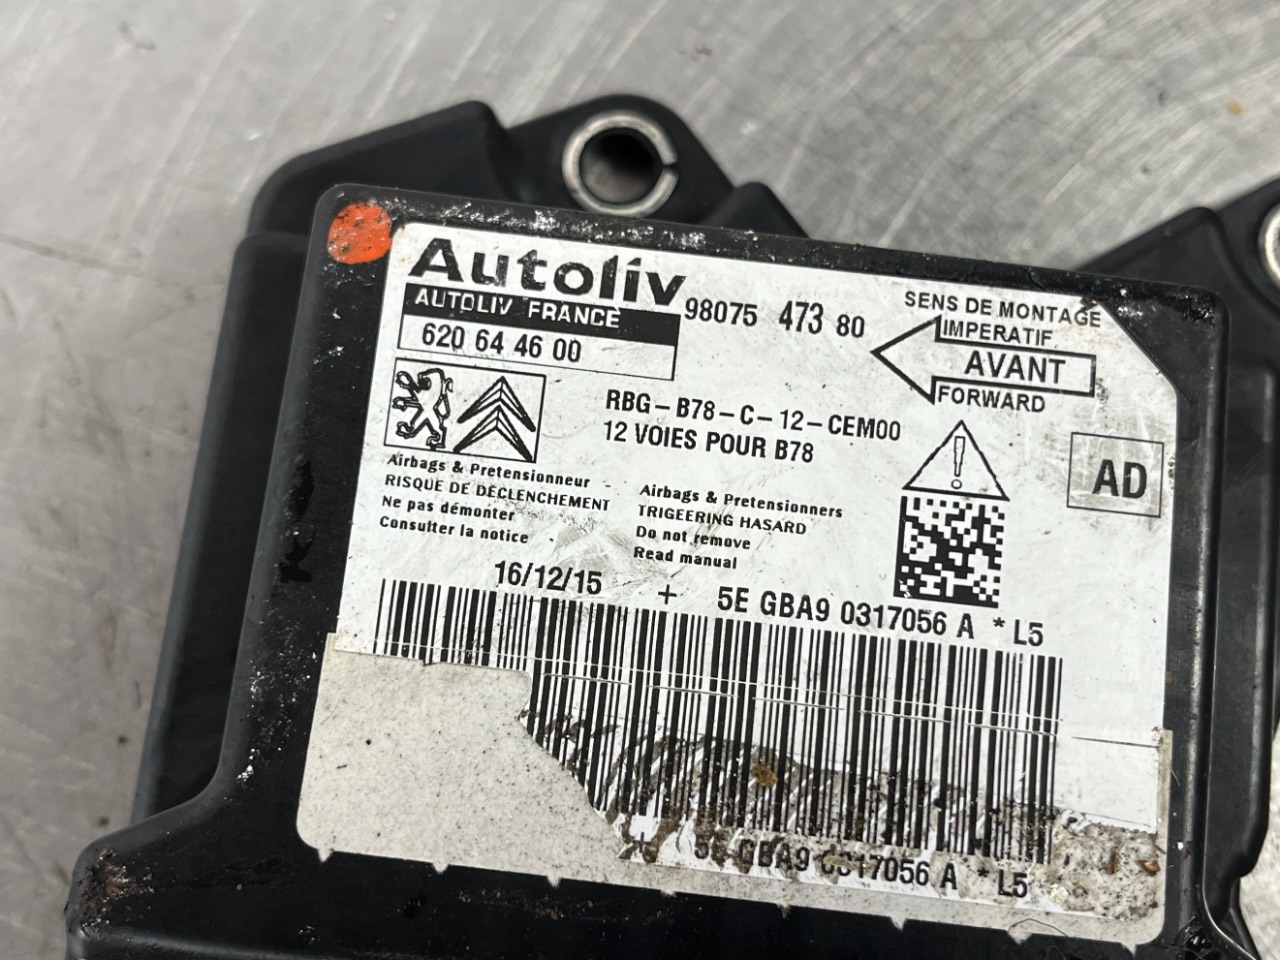 Autoliv
AUTOLIV FRANCE
620 64 46 00
98075 473 80
SENS DE MONTAGE
IMPERATIF
AVANT
FORWARD
RBG-B78-C-12-CEM00
12 VOIES POUR B78
AD
Airbags & Pretensionneur
RISQUE DE DECLENCHEMENT
Ne pas démonter
Consulter la notice
Airbags & Pretensionners
TRIGEERING HASARD
Do not remove
Read manual
16/12/15 + 5E GBA9 0317056 A * L5
+ 5E GBA9 0317056 A * L5